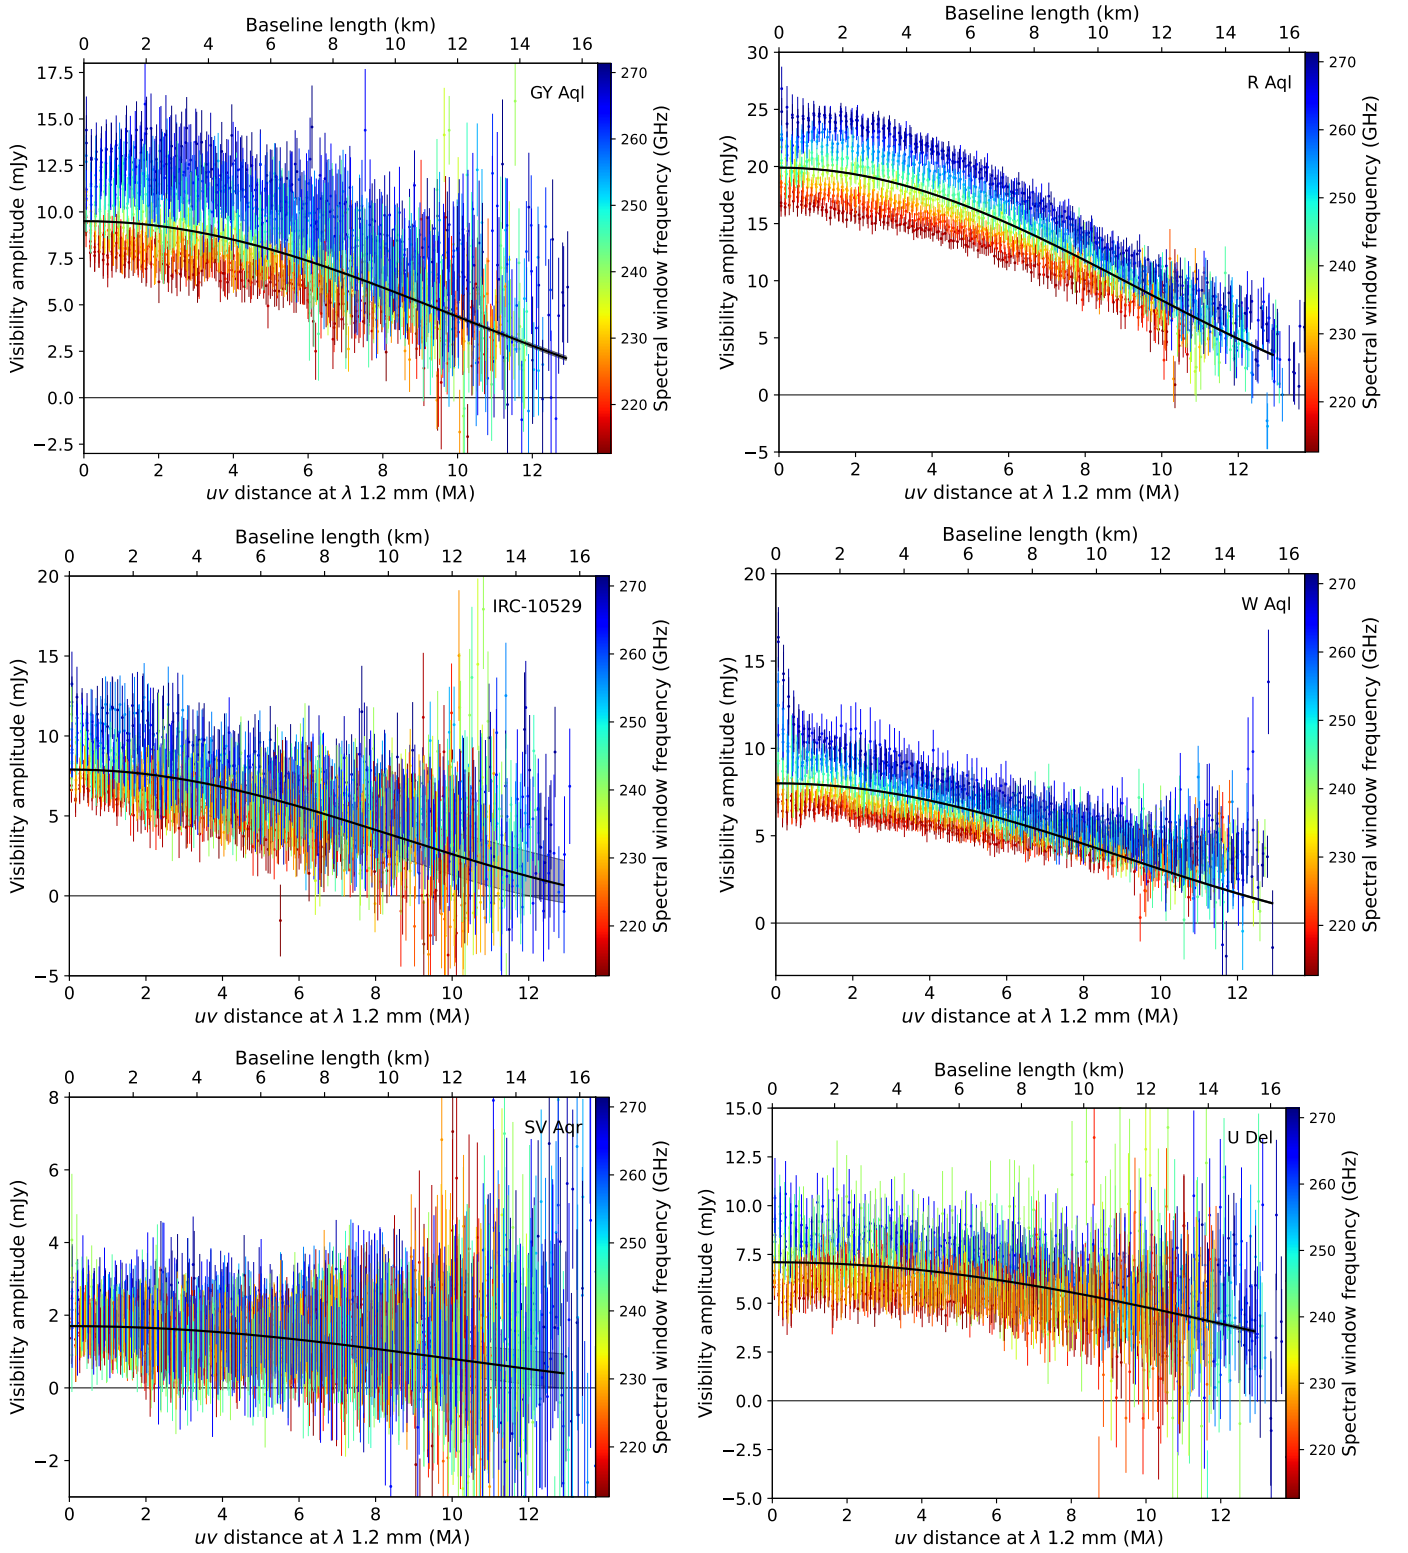 Baseline length (km)
0 2 4 6 8 10 12 14 16
GY Aql
Visibility amplitude (mJy)
17.5
15.0
12.5
10.0
7.5
5.0
2.5
0.0
−2.5
0 2 4 6 8 10 12
uv distance at λ 1.2 mm (Mλ)
270
260
250
240
230
220
Spectral window frequency (GHz)
Baseline length (km)
0 2 4 6 8 10 12 14 16
R Aql
Visibility amplitude (mJy)
30
25
20
15
10
5
0
−5
0 2 4 6 8 10 12
uv distance at λ 1.2 mm (Mλ)
270
260
250
240
230
220
Spectral window frequency (GHz)
Baseline length (km)
0 2 4 6 8 10 12 14 16
IRC-10529
Visibility amplitude (mJy)
20
15
10
5
0
−5
0 2 4 6 8 10 12
uv distance at λ 1.2 mm (Mλ)
270
260
250
240
230
220
Spectral window frequency (GHz)
Baseline length (km)
0 2 4 6 8 10 12 14 16
W Aql
Visibility amplitude (mJy)
20
15
10
5
0
0 2 4 6 8 10 12
uv distance at λ 1.2 mm (Mλ)
270
260
250
240
230
220
Spectral window frequency (GHz)
Baseline length (km)
0 2 4 6 8 10 12 14 16
SV Aqr
Visibility amplitude (mJy)
8
6
4
2
0
−2
0 2 4 6 8 10 12
uv distance at λ 1.2 mm (Mλ)
270
260
250
240
230
220
Spectral window frequency (GHz)
Baseline length (km)
0 2 4 6 8 10 12 14 16
U Del
Visibility amplitude (mJy)
15.0
12.5
10.0
7.5
5.0
2.5
0.0
−2.5
−5.0
0 2 4 6 8 10 12
uv distance at λ 1.2 mm (Mλ)
270
260
250
240
230
220
Spectral window frequency (GHz)